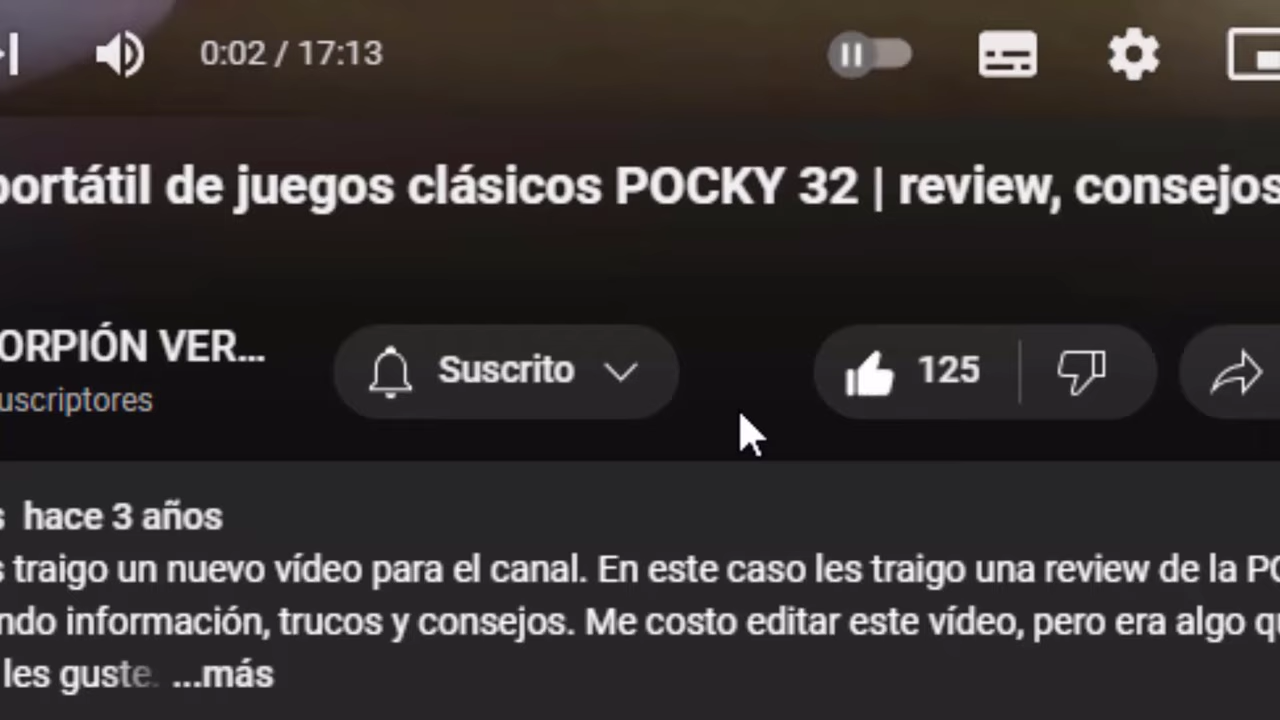 0:02 / 17:13
portátil de juegos clásicos POCKY 32 | review, consejos
ORPIÓN VER...
Suscrito
125
uscriptores
s hace 3 años
s traigo un nuevo vídeo para el canal. En este caso les traigo una review de la PO
ndo información, trucos y consejos. Me costo editar este vídeo, pero era algo qu
les guste. ...más